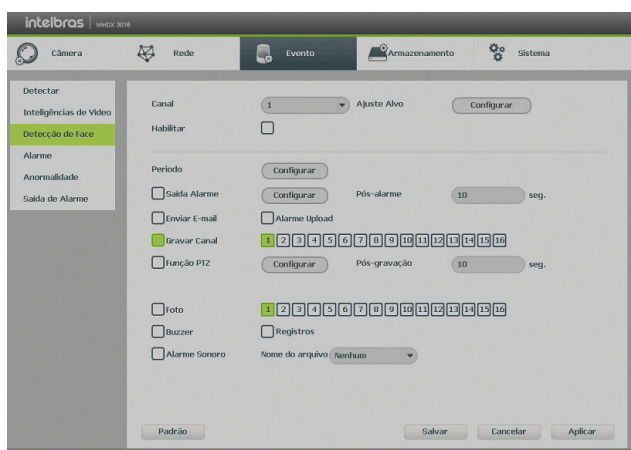 intelbras MHDX 3016
Câmera Rede Evento Armazenamento Sistema
Detectar
Inteligências de Vídeo
Detecção de Face
Alarme
Anormalidade
Saída de Alarme
Canal 1 Ajuste Alvo Configurar
Habilitar
Período Configurar
Saída Alarme Configurar Pós-alarme 10 seg.
Enviar E-mail Alarme Upload
Gravar Canal 1 2 3 4 5 6 7 8 9 10 11 12 13 14 15 16
Função PTZ Configurar Pós-gravação 10 seg.
Foto 1 2 3 4 5 6 7 8 9 10 11 12 13 14 15 16
Buzzer Registros
Alarme Sonoro Nome do arquivo Nenhum
Padrão Salvar Cancelar Aplicar